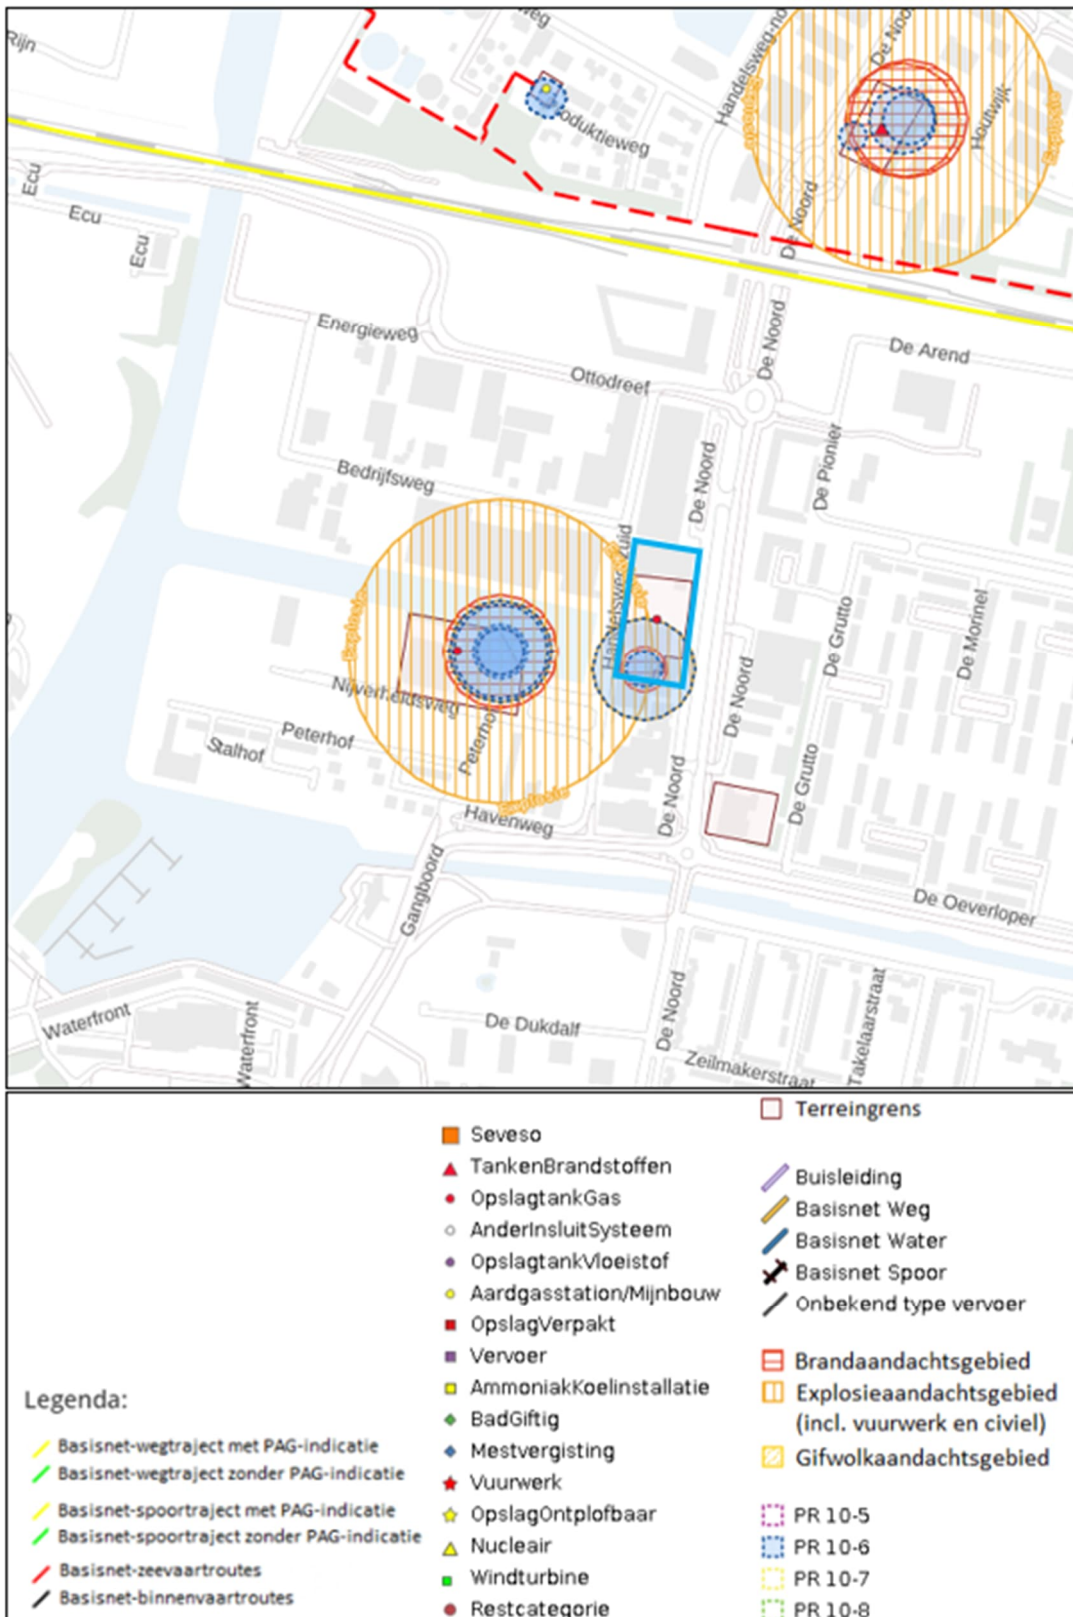 weg
Rijn
Handelsweg-no
De Noor
Explosie
Houtwijk
Produktieweg
Ecu
Ecu
Ecu
De Noord
Energieweg
De Noord
De Arend
Ottodreef
De Noord
De Pionier
Bedrijfsweg
Handelsweg-Zuid
Explosie
De Grutto
De Morinel
Nijverheidsweg
De Noord
Peterhof
Peterhof
Stalhof
De Noord
De Grutto
Explosie
Havenweg
Gangboord
De Oeverloper
Waterfront
Waterfront
De Dukdalf
De Noord
Zeilmakerstraat
Takelaarstraat
Legenda:
Basisnet-wegtraject met PAG-indicatie
Basisnet-wegtraject zonder PAG-indicatie
Basisnet-spoortraject met PAG-indicatie
Basisnet-spoortraject zonder PAG-indicatie
Basisnet-zeevaartroutes
Basisnet-binnenvaartroutes
Seveso
TankenBrandstoffen
OpslagtankGas
AnderInsluitSysteem
OpslagtankVloeistof
Aardgasstation/Mijnbouw
OpslagVerpakt
Vervoer
AmmoniakKoelinstallatie
BadGiftig
Mestvergisting
Vuurwerk
OpslagOntplofbaar
Nucleair
Windturbine
Restcategorie
Terreingrens
Buisleiding
Basisnet Weg
Basisnet Water
Basisnet Spoor
Onbekend type vervoer
Brandaandachtsgebied
Explosieaandachtsgebied
(incl. vuurwerk en civiel)
Gifwolkaandachtsgebied
PR 10-5
PR 10-6
PR 10-7
PR 10-8